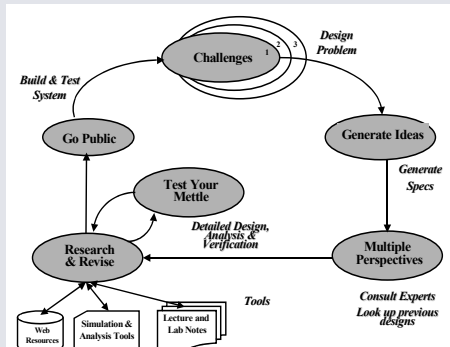 Challenges
1
2
3
Design
Problem
Build & Test
System
Go Public
Generate Ideas
Generate
Specs
Test Your
Mettle
Detailed Design,
Analysis &
Verification
Research
& Revise
Multiple
Perspectives
Consult Experts
Look up previous
designs
Tools
Web
Resources
Simulation &
Analysis Tools
Lecture and
Lab Notes